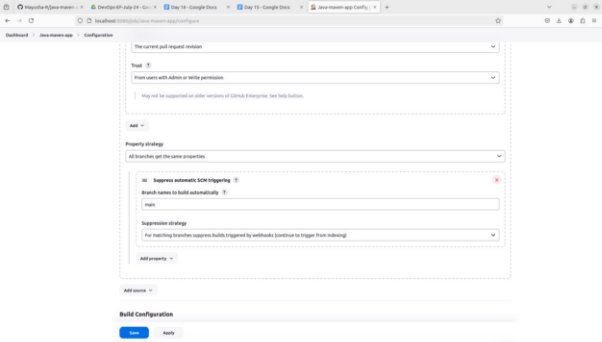 Mayusha-R/java-maven-
DevOps-EP-July-24 - Goo
Day 16 - Google Docs
Day 15 - Google Docs
Java-maven-app Config
localhost:8080/job/Java-maven-app/configure
Dashboard > Java-maven-app > Configuration
The current pull request revision
Trust ?
From users with Admin or Write permission
May not be supported on older versions of GitHub Enterprise. See help button.
Add
Property strategy
All branches get the same properties
Suppress automatic SCM triggering ?
Branch names to build automatically ?
main
Suppression strategy
For matching branches suppress builds triggered by webhooks (continue to trigger from indexing)
Add property
Add source
Build Configuration
Save Apply